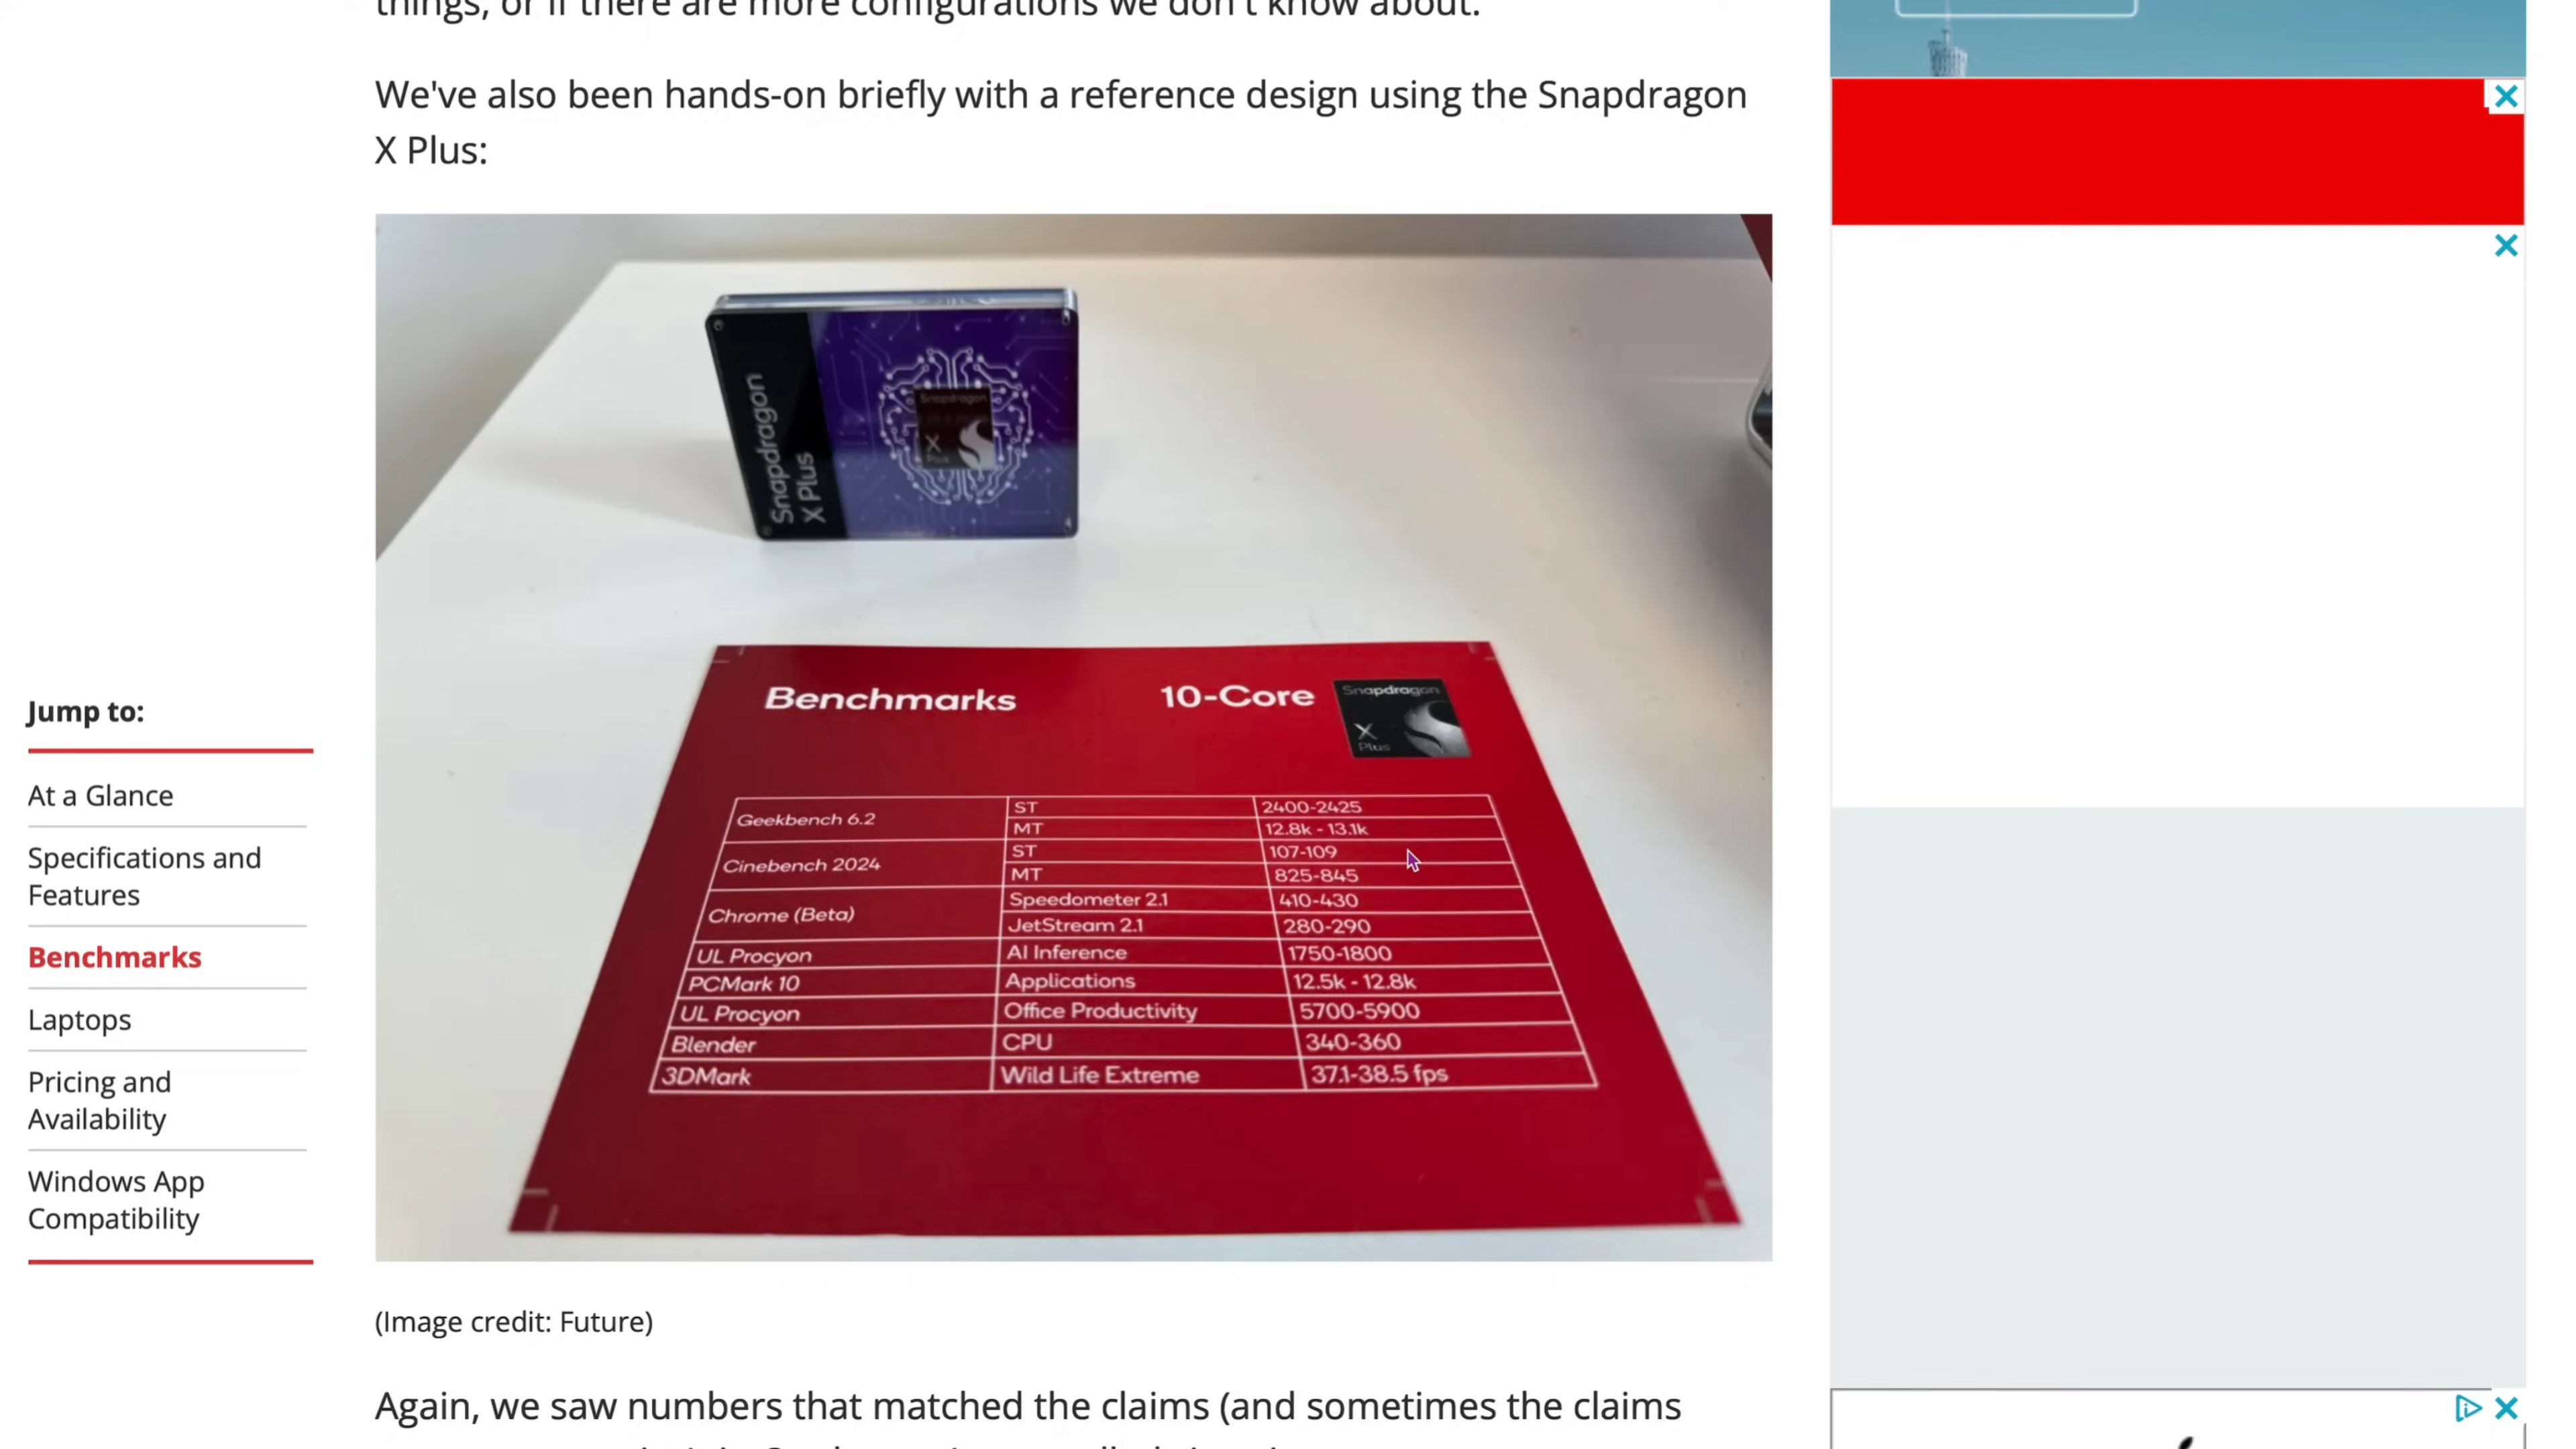 things, or if there are more configurations we don't know about.
We've also been hands-on briefly with a reference design using the Snapdragon
X Plus:
Snapdragon
X Plus
Snapdragon
X
Plus
Benchmarks 10-Core
Snapdragon
X
Plus
Geekbench 6.2 ST 2400-2425
MT 12.8k - 13.1k
Cinebench 2024 ST 107-109
MT 825-845
Chrome (Beta) Speedometer 2.1 410-430
JetStream 2.1 280-290
UL Procyon AI Inference 1750-1800
PCMark 10 Applications 12.5k - 12.8k
UL Procyon Office Productivity 5700-5900
Blender CPU 340-360
3DMark Wild Life Extreme 37.1-38.5 fps
Jump to:
At a Glance
Specifications and
Features
Benchmarks
Laptops
Pricing and
Availability
Windows App
Compatibility
(Image credit: Future)
Again, we saw numbers that matched the claims (and sometimes the claims